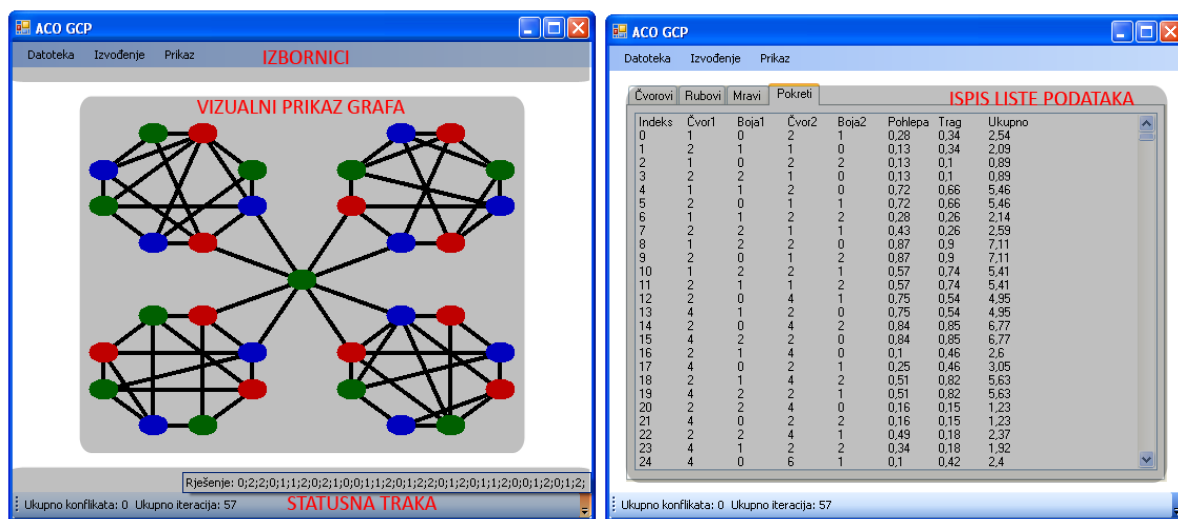 ACO GCP
Datoteka Izvođenje Prikaz
IZBORNICI
VIZUALNI PRIKAZ GRAFA
Rješenje: 0;2;2;0;1;1;2;0;2;1;0;0;1;1;2;0;1;2;2;0;1;2;0;1;1;2;0;0;1;2;0;1;2;
Ukupno konflikata: 0 Ukupno iteracija: 57
STATUSNA TRAKA
ACO GCP
Datoteka Izvođenje Prikaz
Čvorovi Rubovi Mravi Pokreti
ISPIS LISTE PODATAKA
Indeks Čvor1 Boja1 Čvor2 Boja2 Pohlepa Trag Ukupno
0 1 0 2 1 0,28 0,34 2,54
1 2 1 1 0 0,13 0,34 2,09
2 1 0 2 2 0,13 0,1 0,89
3 2 2 1 0 0,13 0,1 0,89
4 1 1 2 0 0,72 0,66 5,46
5 2 0 1 1 0,72 0,66 5,46
6 1 1 2 2 0,28 0,26 2,14
7 2 2 1 1 0,43 0,26 2,59
8 1 2 2 0 0,87 0,9 7,11
9 2 0 1 2 0,87 0,9 7,11
10 1 2 2 1 0,57 0,74 5,41
11 2 1 1 2 0,57 0,74 5,41
12 2 0 4 1 0,75 0,54 4,95
13 4 1 2 0 0,75 0,54 4,95
14 2 0 4 2 0,84 0,85 6,77
15 4 2 2 0 0,84 0,85 6,77
16 2 1 4 0 0,1 0,46 2,6
17 4 0 2 1 0,25 0,46 3,05
18 2 1 4 2 0,51 0,82 5,63
19 4 2 2 1 0,51 0,82 5,63
20 2 2 4 0 0,16 0,15 1,23
21 4 0 2 2 0,16 0,15 1,23
22 2 2 4 1 0,49 0,18 2,37
23 4 1 2 2 0,34 0,18 1,92
24 4 0 6 1 0,1 0,42 2,4
Ukupno konflikata: 0 Ukupno iteracija: 57